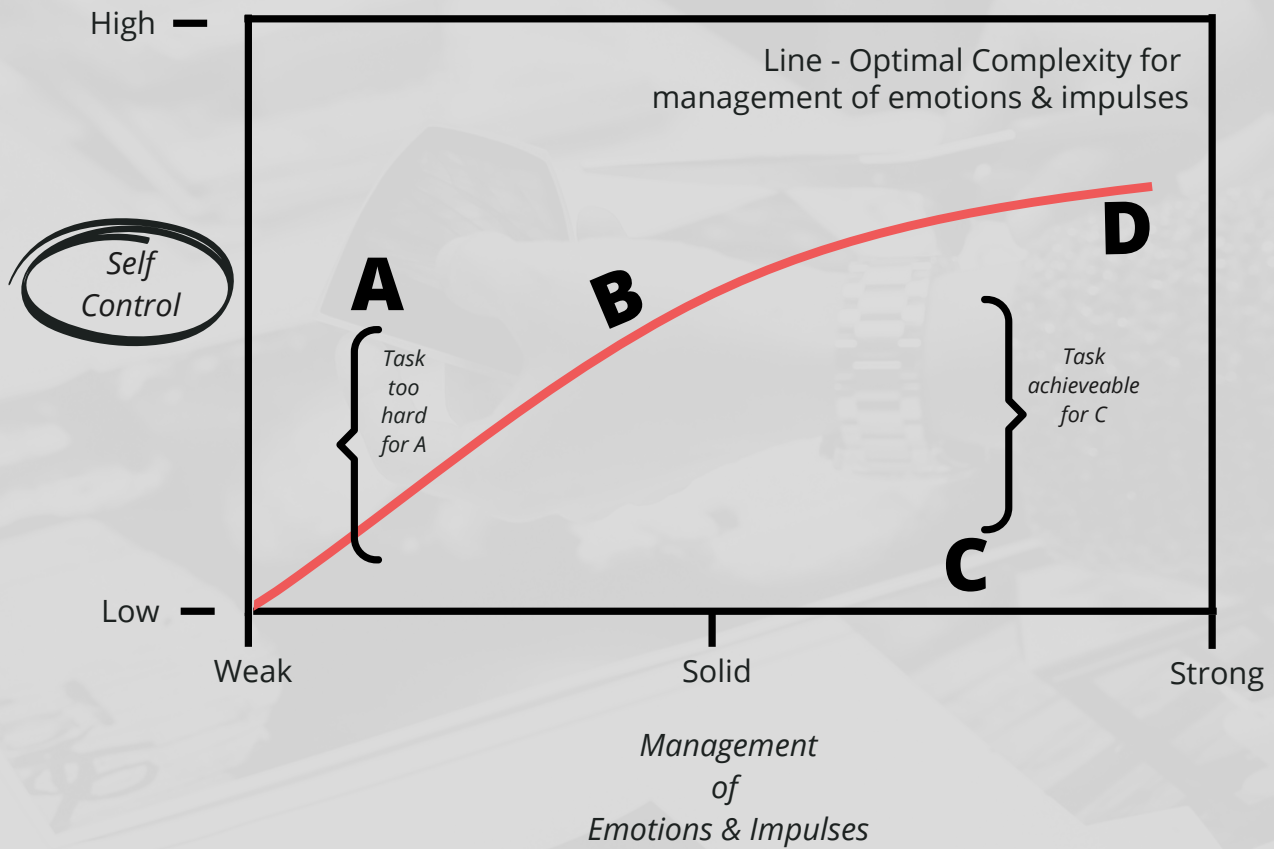 High
Line - Optimal Complexity for
management of emotions & impulses
Self
Control
A
B
D
Task
too
hard
for A
Task
achieveable
for C
C
Low
Weak
Solid
Strong
Management
of
Emotions & Impulses